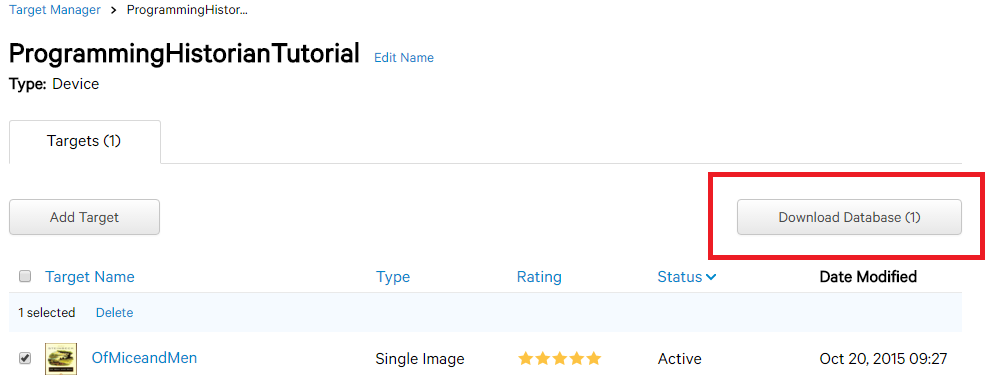 Target Manager > ProgrammingHistor...
ProgrammingHistorianTutorial Edit Name
Type: Device
Targets (1)
Add Target Download Database (1)
Target Name Type Rating Status Date Modified
1 selected Delete
OfMiceandMen Single Image Active Oct 20, 2015 09:27